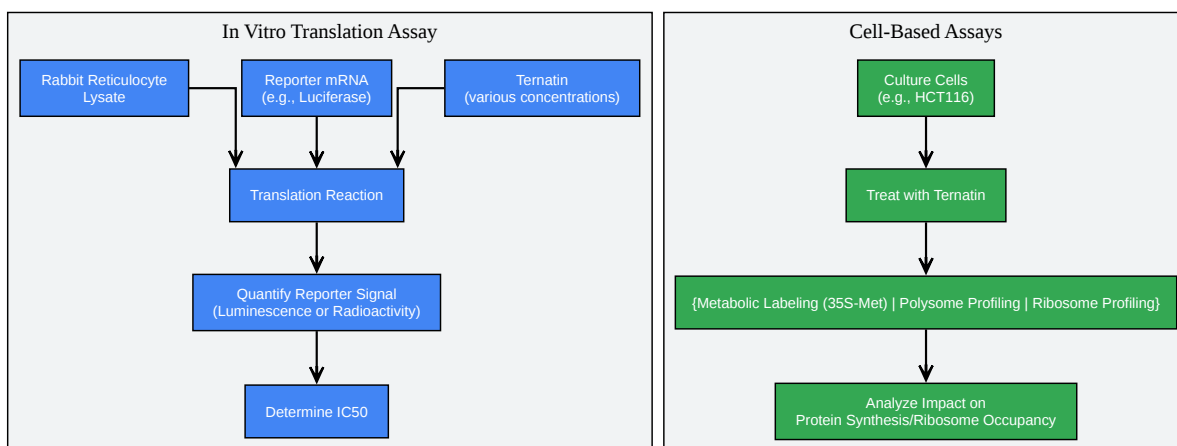 In Vitro Translation Assay
Rabbit Reticulocyte
Lysate
Reporter mRNA
(e.g., Luciferase)
Ternatin
(various concentrations)
Translation Reaction
Quantify Reporter Signal
(Luminescence or Radioactivity)
Determine IC50
Cell-Based Assays
Culture Cells
(e.g., HCT116)
Treat with Ternatin
{Metabolic Labeling (35S-Met) | Polysome Profiling | Ribosome Profiling}
Analyze Impact on
Protein Synthesis/Ribosome Occupancy